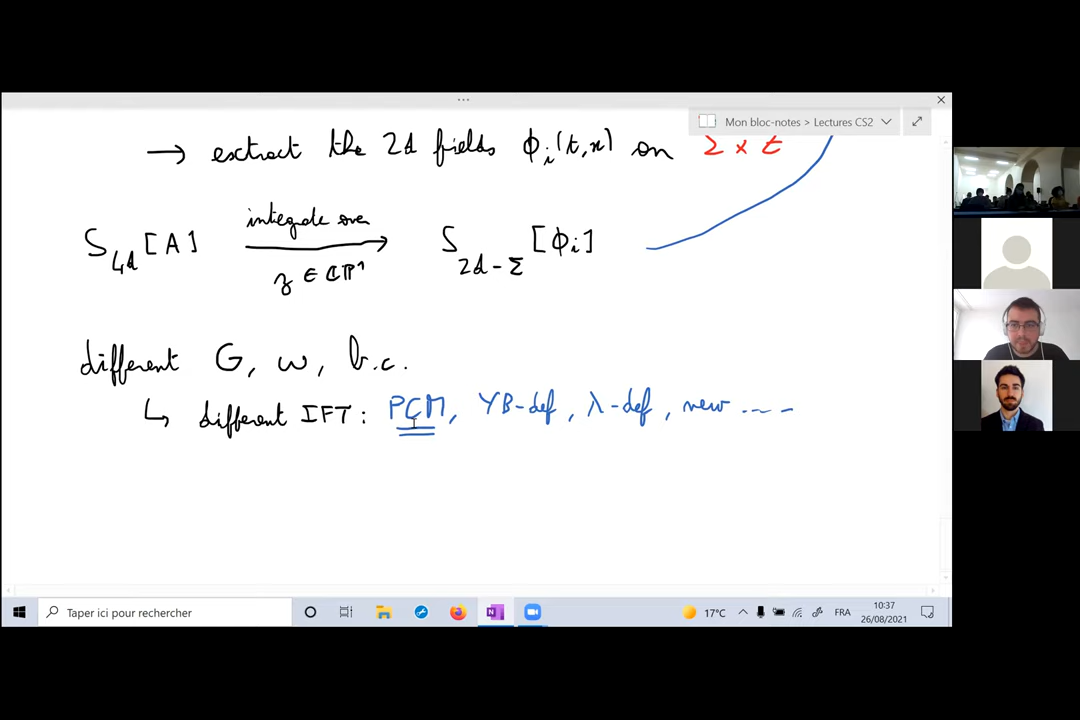 Mon bloc-notes > Lectures CS2
→ extract the 2d fields ϕᵢ(t,x) on Σ × t
S₄d [A] integrate over z ∈ ℂℙ¹ S₂d-Σ [ϕᵢ]
different G, ω, b.c.
↳ different IFT: PCM, YB-def, λ-def, new ....
Taper ici pour rechercher
17°C
FRA
10:37
26/08/2021